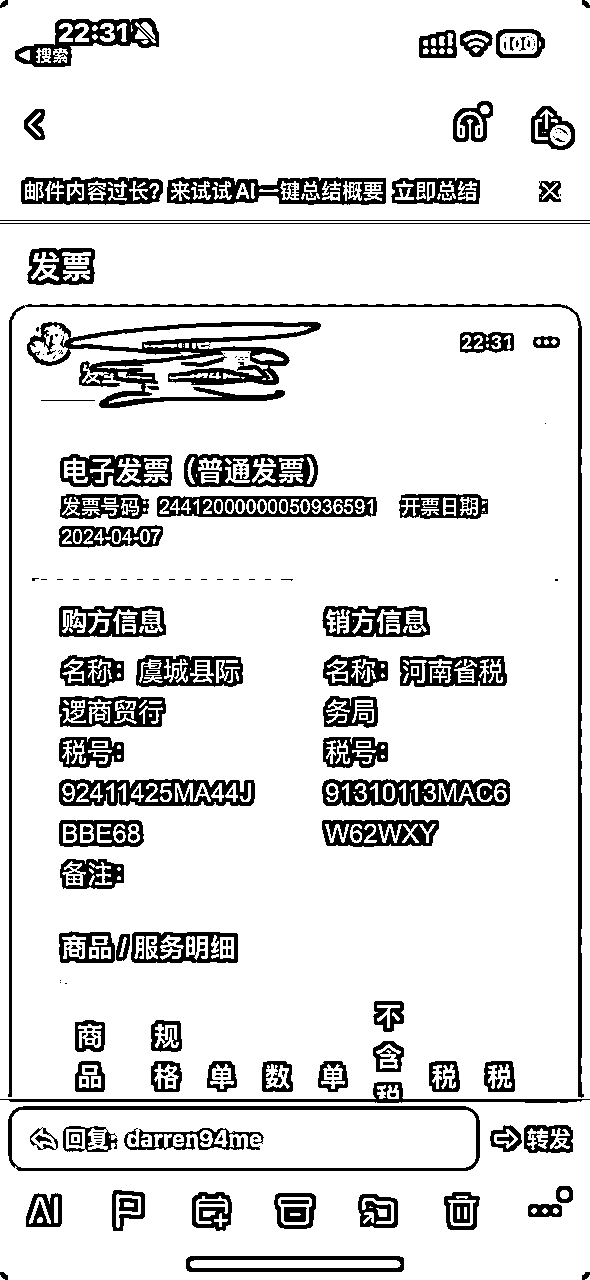 22:31
搜索
100
邮件内容过长？来试试AI一键总结概要 立即总结
发票
22:31
电子发票（普通发票）
发票号码：24412000000050936591 开票日期：
2024-04-07
购方信息
名称：虞城县际
逻商贸行
税号：
92411425MA44J
BBE68
备注：
销方信息
名称：河南省税
务局
税号：
91310113MAC6
W62WXY
商品 / 服务明细
商品 规格 单 数 单 不含税 税 税
回复：darren94me
转发
AI